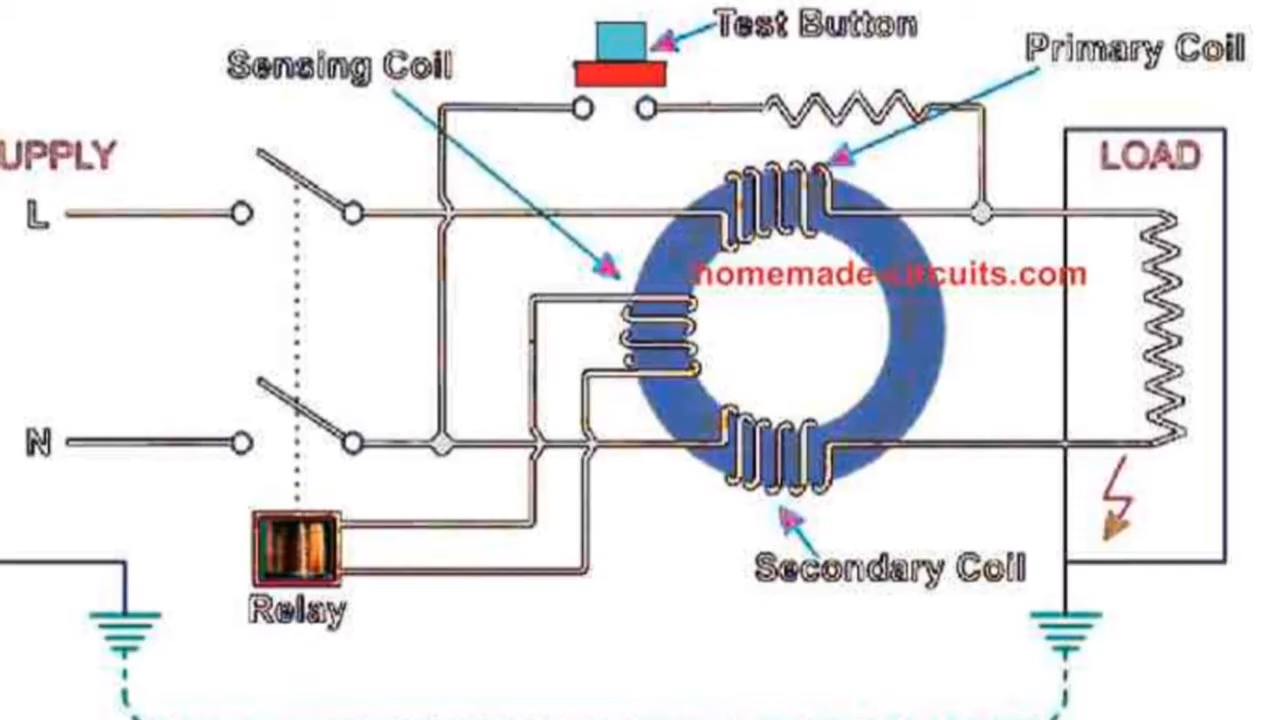 Test Button
Primary Coil
Sensing Coil
UPPLY
LOAD
L
homemade-circuits.com
N
Secondary Coil
Relay